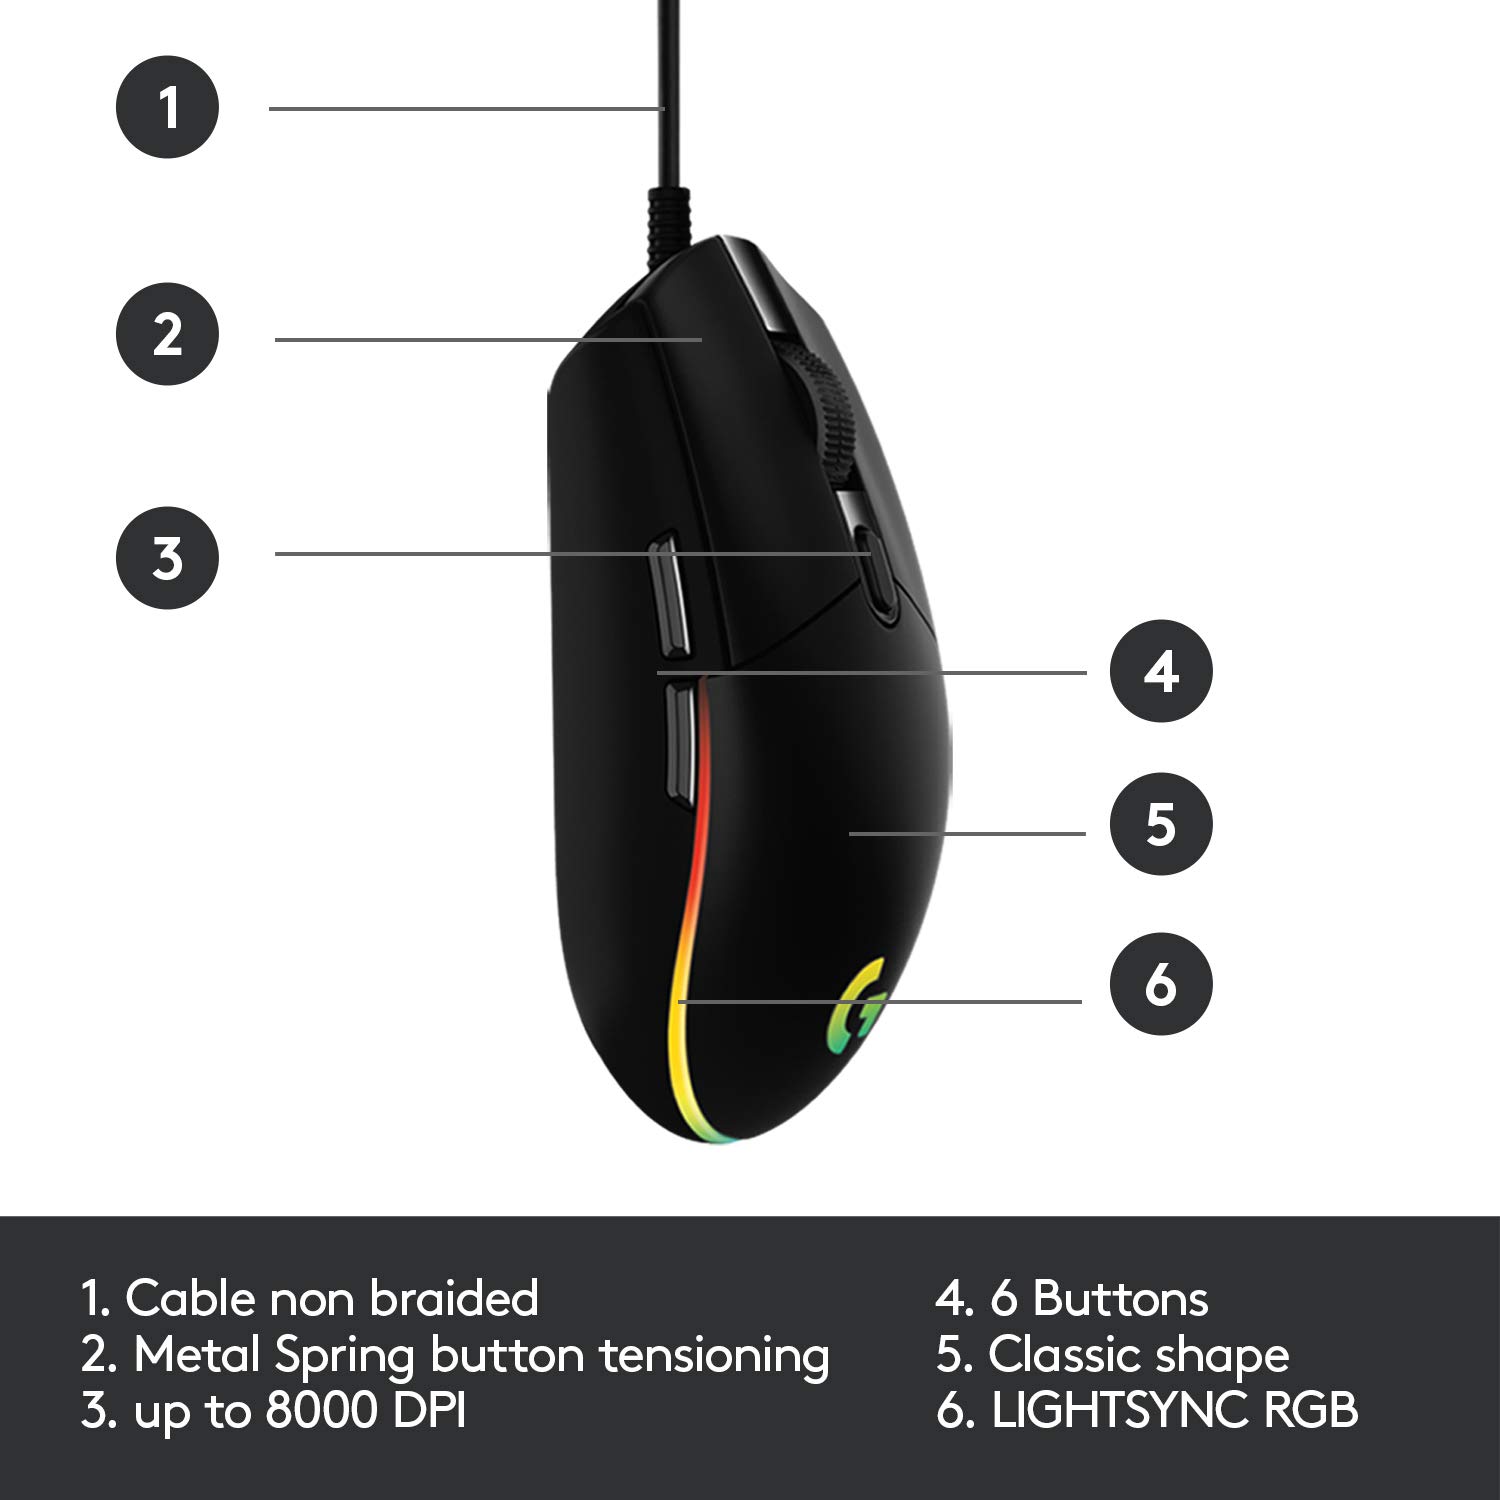 1
2
3
4
5
6
1. Cable non braided
2. Metal Spring button tensioning
3. up to 8000 DPI
4. 6 Buttons
5. Classic shape
6. LIGHTSYNC RGB